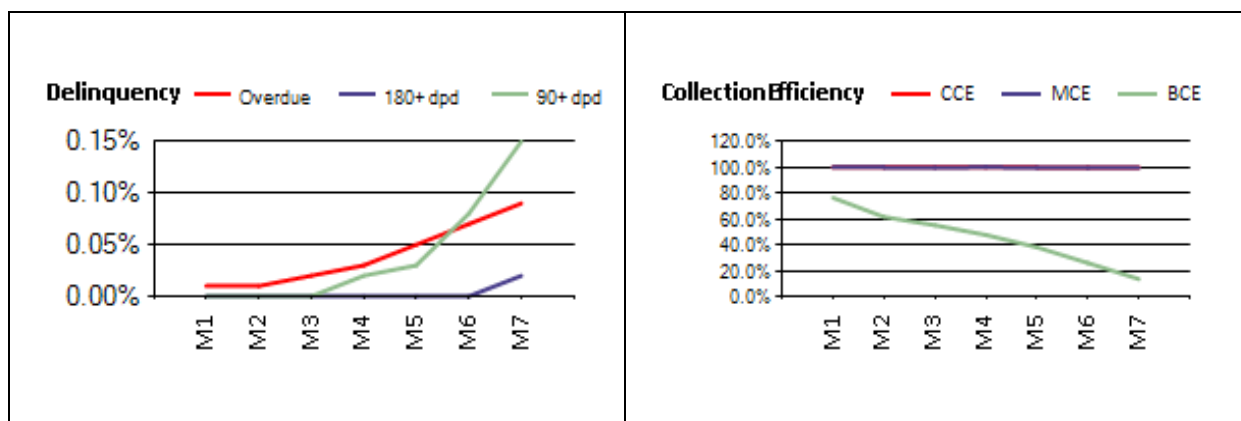 Delinquency Overdue 180+ dpd 90+ dpd
0.15%
0.10%
0.05%
0.00%
M1 M2 M3 M4 M5 M6 M7
Collection Efficiency CCE MCE BCE
120.0%
100.0%
80.0%
60.0%
40.0%
20.0%
0.0%
M1 M2 M3 M4 M5 M6 M7